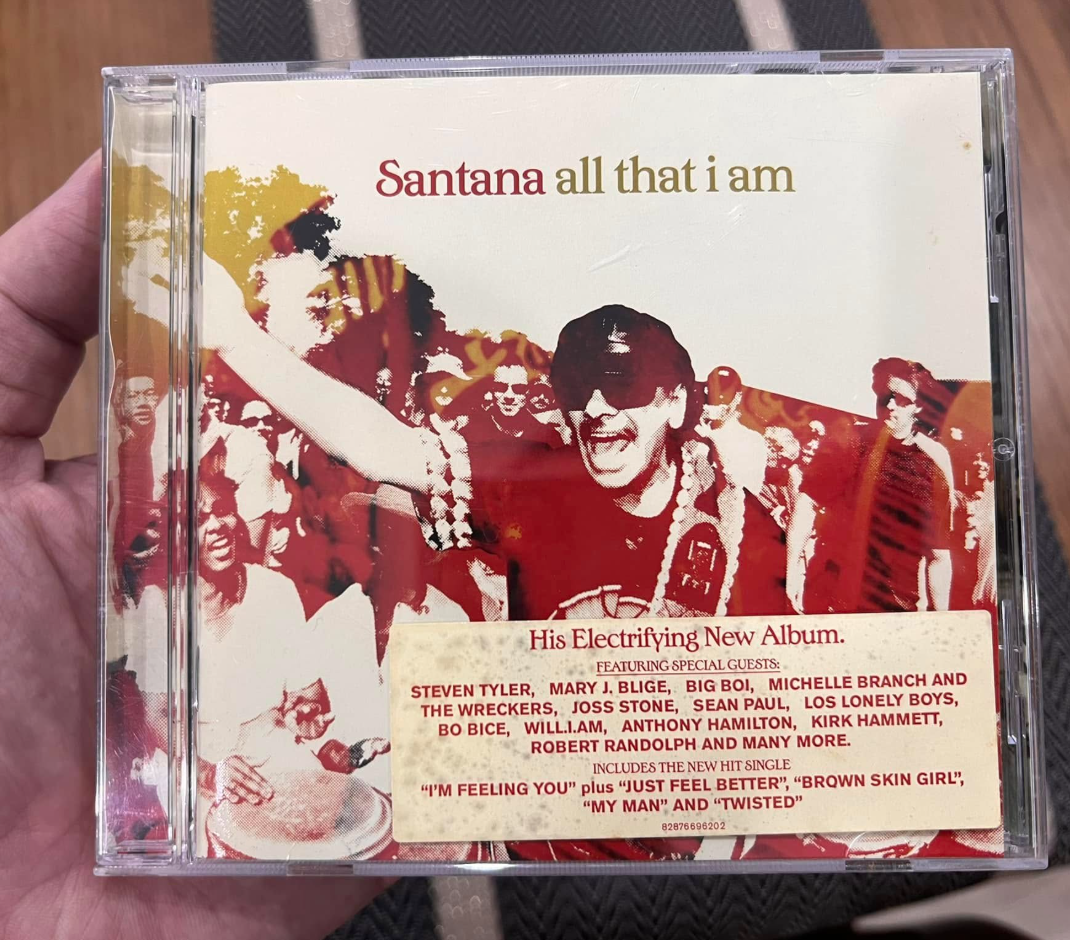 Santana all that i am
His Electrifying New Album.
FEATURING SPECIAL GUESTS:
STEVEN TYLER, MARY J. BLIGE, BIG BOI, MICHELLE BRANCH AND
THE WRECKERS, JOSS STONE, SEAN PAUL, LOS LONELY BOYS,
BO BICE, WILL.I.AM, ANTHONY HAMILTON, KIRK HAMMETT,
ROBERT RANDOLPH AND MANY MORE.
INCLUDES THE NEW HIT SINGLE
“I’M FEELING YOU” plus “JUST FEEL BETTER”, “BROWN SKIN GIRL”,
“MY MAN” AND “TWISTED”
82876696202